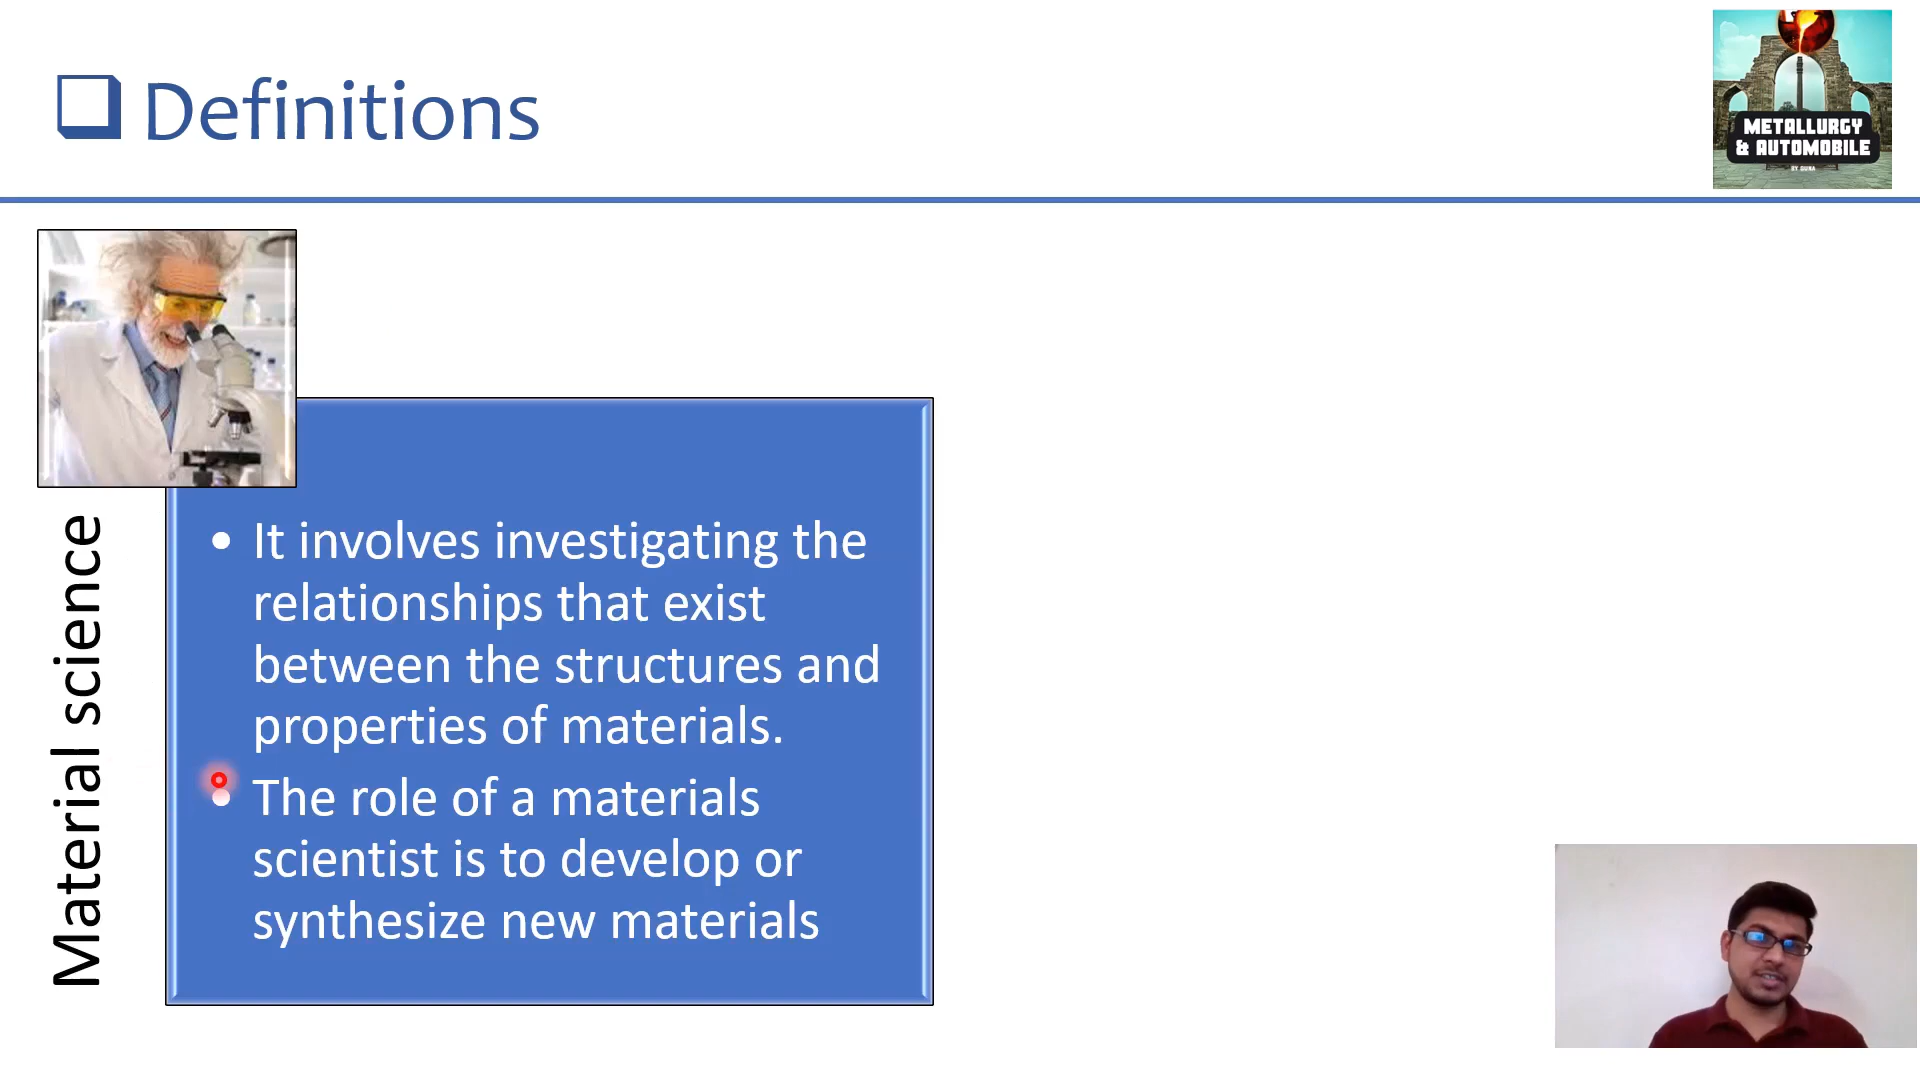 Definitions
METALLURGY
& AUTOMOBILE
Material science
• It involves investigating the
relationships that exist
between the structures and
properties of materials.
• The role of a materials
scientist is to develop or
synthesize new materials